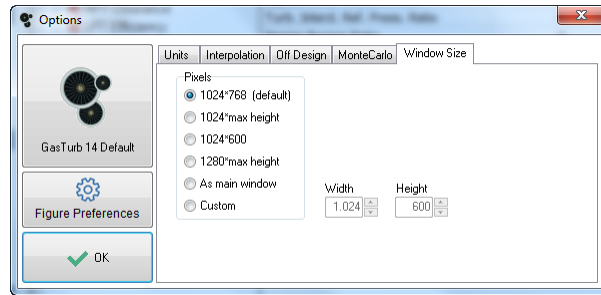 Options
Units Interpolation Off Design MonteCarlo Window Size
Pixels
1024*768 (default)
1024*max height
1024*600
1280*max height
As main window
Custom
Width Height
1.024 600
GasTurb 14 Default
Figure Preferences
OK